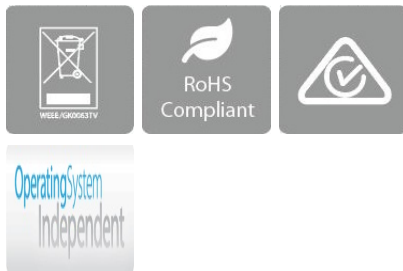 WEEE/GK0063TV
RoHS
Compliant
OperatingSystem
Independent